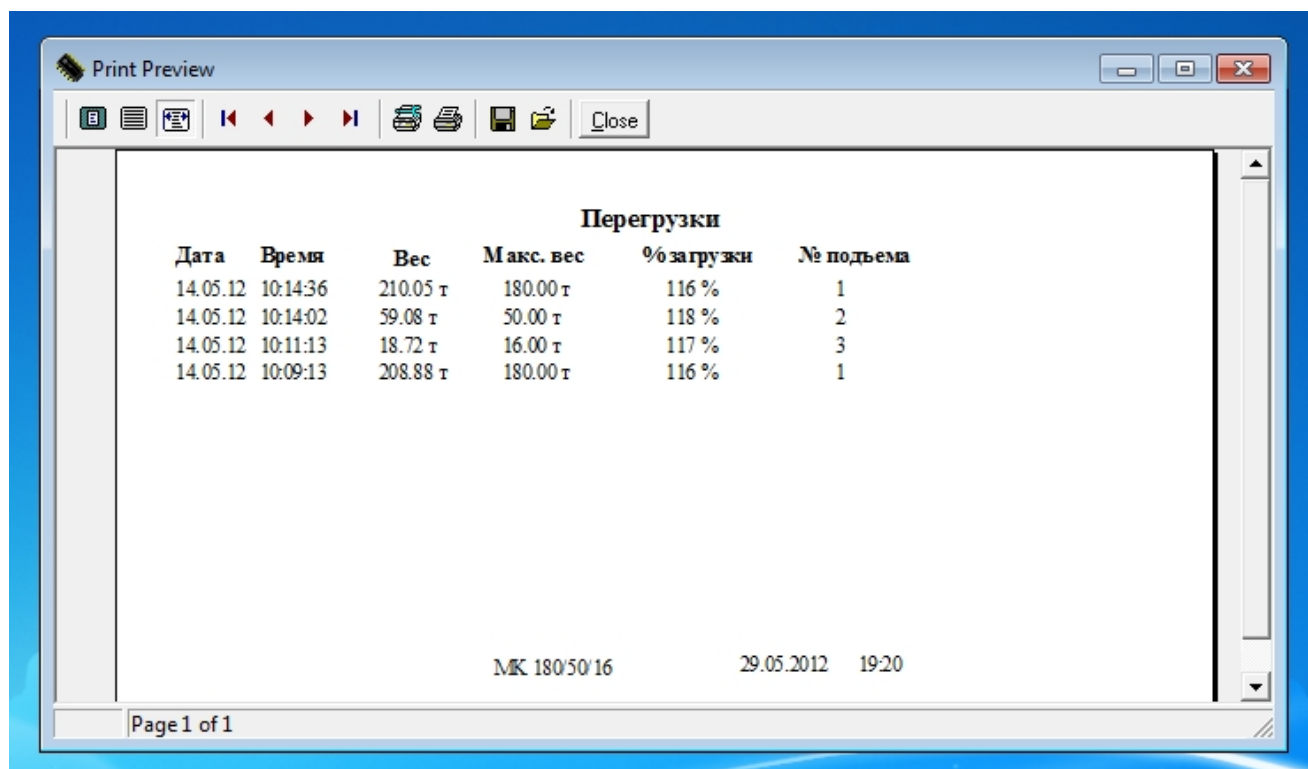 Print Preview
Close
Перегрузки
Дата Время Вес Макс. вес % загрузки № подъема
14.05.12 10:14:36 210.05 т 180.00 т 116 % 1
14.05.12 10:14:02 59.08 т 50.00 т 118 % 2
14.05.12 10:11:13 18.72 т 16.00 т 117 % 3
14.05.12 10:09:13 208.88 т 180.00 т 116 % 1
МК 180/50/16 29.05.2012 19:20
Page 1 of 1